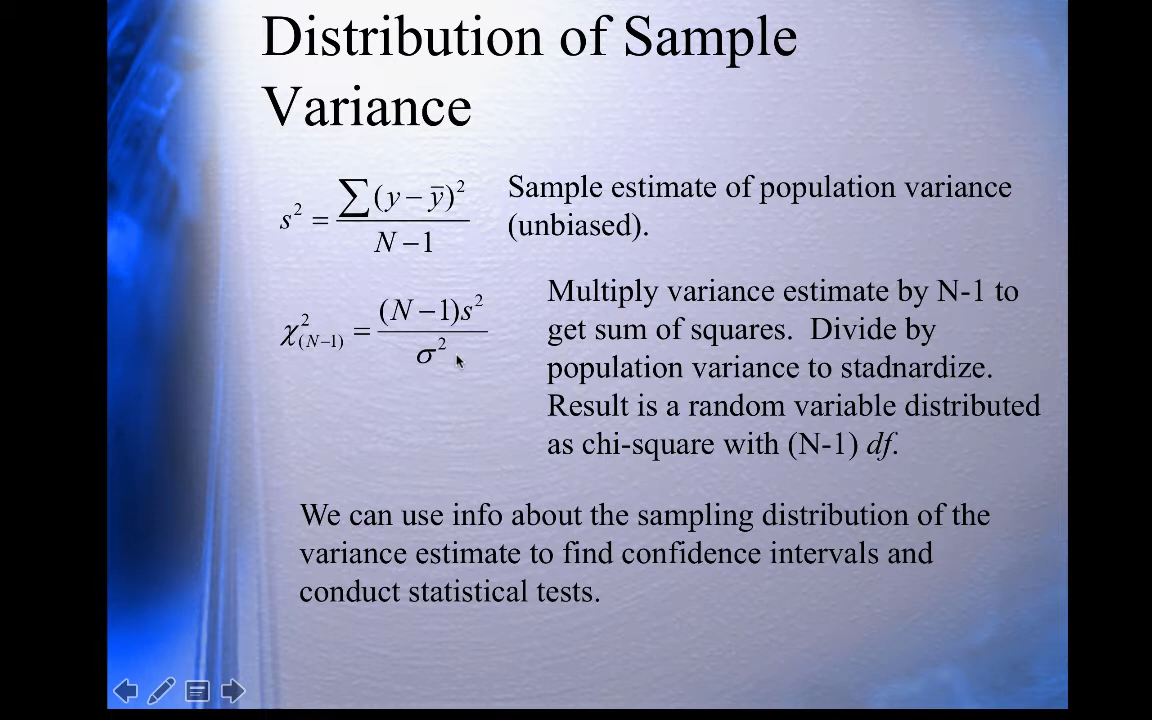 Distribution of Sample
Variance
s² = ∑(y − ȳ)² / N − 1
Sample estimate of population variance
(unbiased).
χ²₍N₋₁₎ = (N − 1)s² / σ²
Multiply variance estimate by N-1 to
get sum of squares. Divide by
population variance to stadnardize.
Result is a random variable distributed
as chi-square with (N-1) df.
We can use info about the sampling distribution of the
variance estimate to find confidence intervals and
conduct statistical tests.